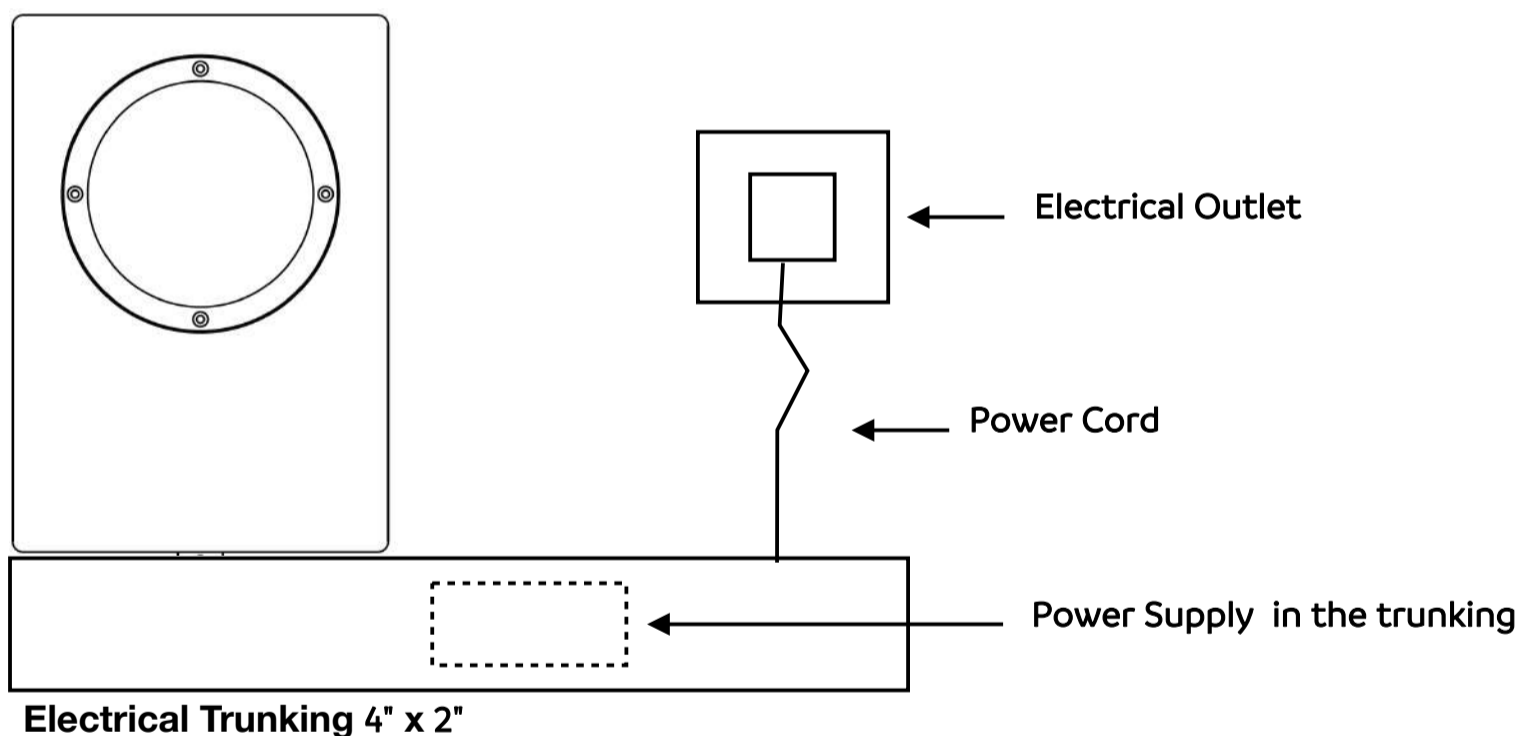 Electrical Outlet
Power Cord
Power Supply in the trunking
Electrical Trunking 4" x 2"